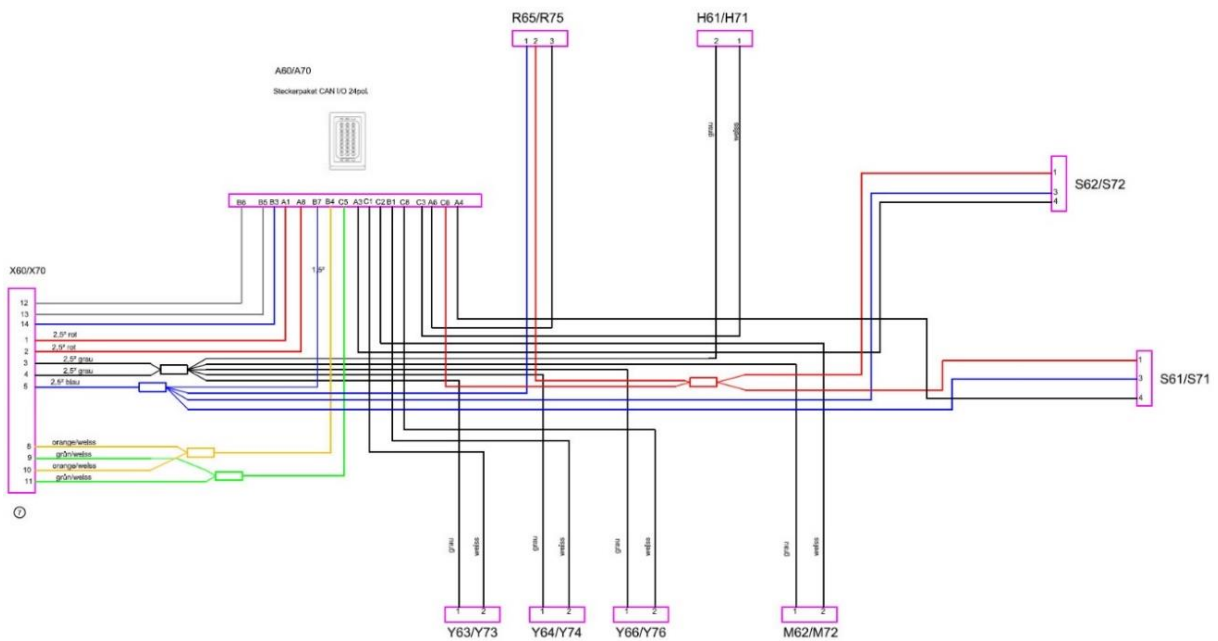 R65/R75
H61/H71
1 2 3
2 1
A60/A70
Steckerpaket CAN I/O 24pol.
grau
weiss
1
3
4
S62/S72
B6 B5 B3 A1 A8 B7 B4 C5 A3 C1 C2 B1 C8 C3 A6 C6 A4
1,5²
X60/X70
12
13
14
1 2,5² rot
2 2,5² rot
3 2,5² grau
4 2,5² grau
5 2,5² blau
1
3
4
S61/S71
8 orange/weiss
9 grün/weiss
10 orange/weiss
11 grün/weiss
7
grau weiss grau weiss grau weiss grau weiss
1 2 1 2 1 2 1 2
Y63/Y73 Y64/Y74 Y66/Y76 M62/M72